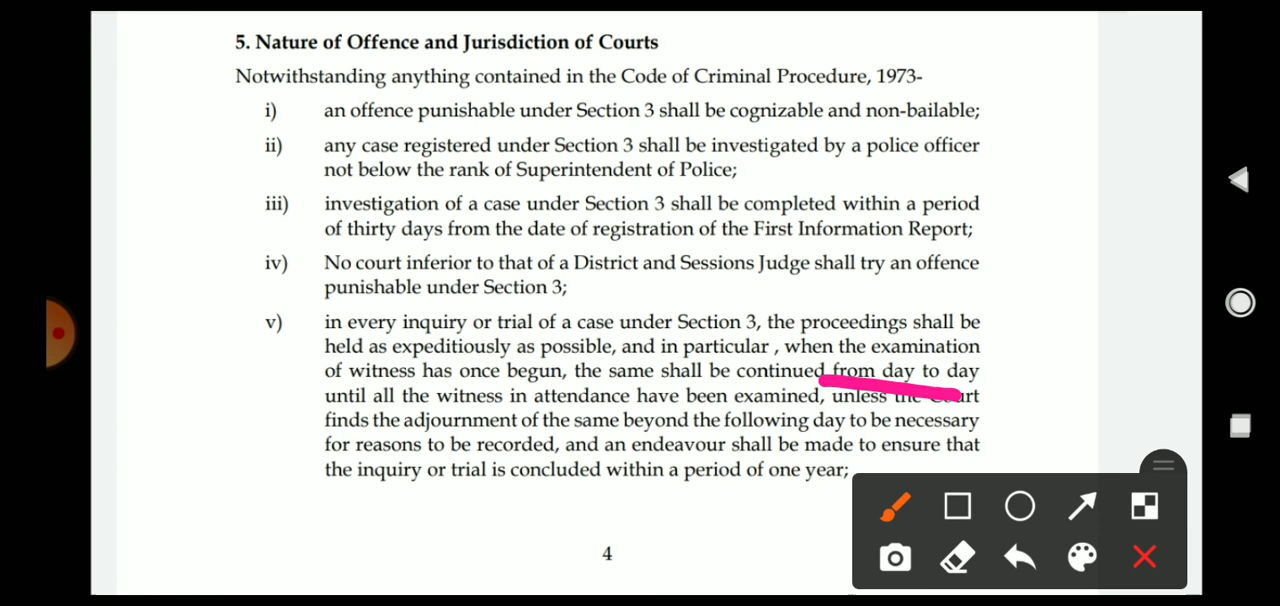 5. Nature of Offence and Jurisdiction of Courts
Notwithstanding anything contained in the Code of Criminal Procedure, 1973-
i) an offence punishable under Section 3 shall be cognizable and non-bailable;
ii) any case registered under Section 3 shall be investigated by a police officer
not below the rank of Superintendent of Police;
iii) investigation of a case under Section 3 shall be completed within a period
of thirty days from the date of registration of the First Information Report;
iv) No court inferior to that of a District and Sessions Judge shall try an offence
punishable under Section 3;
v) in every inquiry or trial of a case under Section 3, the proceedings shall be
held as expeditiously as possible, and in particular , when the examination
of witness has once begun, the same shall be continued from day to day
until all the witness in attendance have been examined, unless the Court
finds the adjournment of the same beyond the following day to be necessary
for reasons to be recorded, and an endeavour shall be made to ensure that
the inquiry or trial is concluded within a period of one year;
4